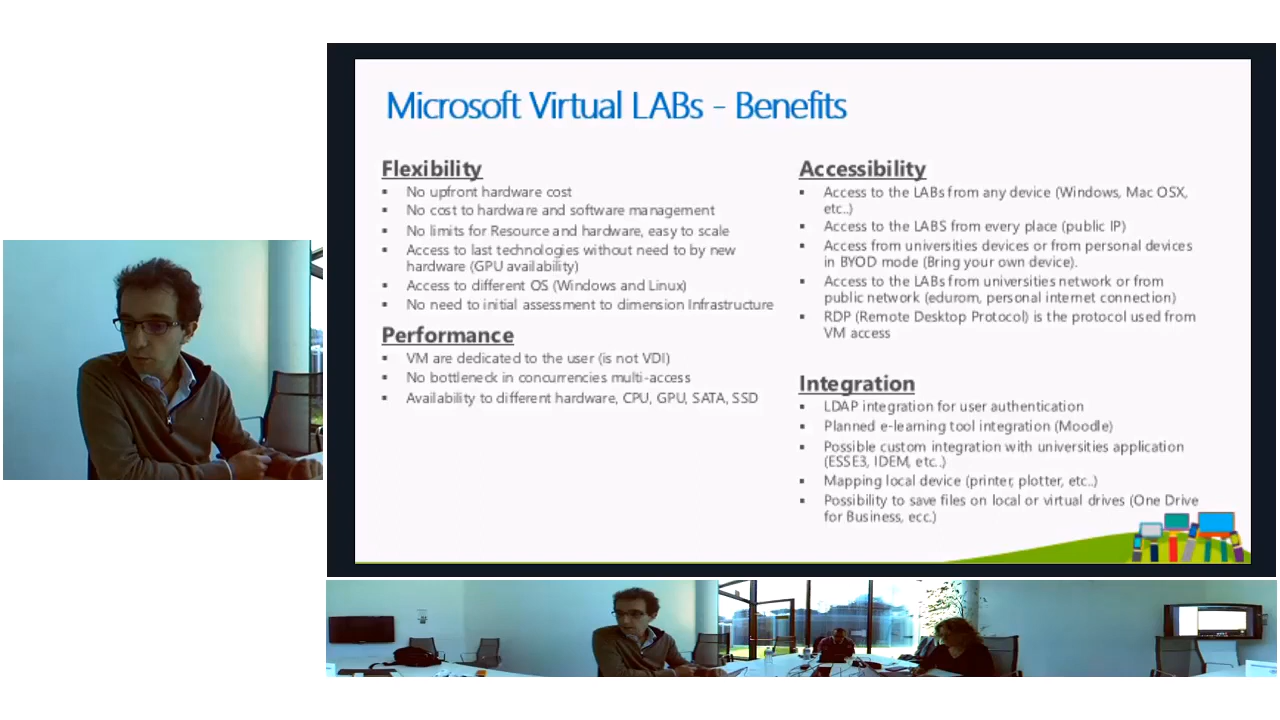 Microsoft Virtual LABs - Benefits
Flexibility
▪ No upfront hardware cost
▪ No cost to hardware and software management
▪ No limits for Resource and hardware, easy to scale
▪ Access to last technologies without need to by new
hardware (GPU availability)
▪ Access to different OS (Windows and Linux)
▪ No need to initial assessment to dimension Infrastructure
Performance
▪ VM are dedicated to the user (is not VDI)
▪ No bottleneck in concurrencies multi-access
▪ Availability to different hardware, CPU, GPU, SATA, SSD
Accessibility
▪ Access to the LABs from any device (Windows, Mac OSX,
etc..)
▪ Access to the LABS from every place (public IP)
▪ Access from universities devices or from personal devices
in BYOD mode (Bring your own device).
▪ Access to the LABs from universities network or from
public network (edurom, personal internet connection)
▪ RDP (Remote Desktop Protocol) is the protocol used from
VM access
Integration
▪ LDAP integration for user authentication
▪ Planned e-learning tool integration (Moodle)
▪ Possible custom integration with universities application
(ESSE3, IDEM, etc..)
▪ Mapping local device (printer, plotter, etc..)
▪ Possibility to save files on local or virtual drives (One Drive
for Business, ecc.)